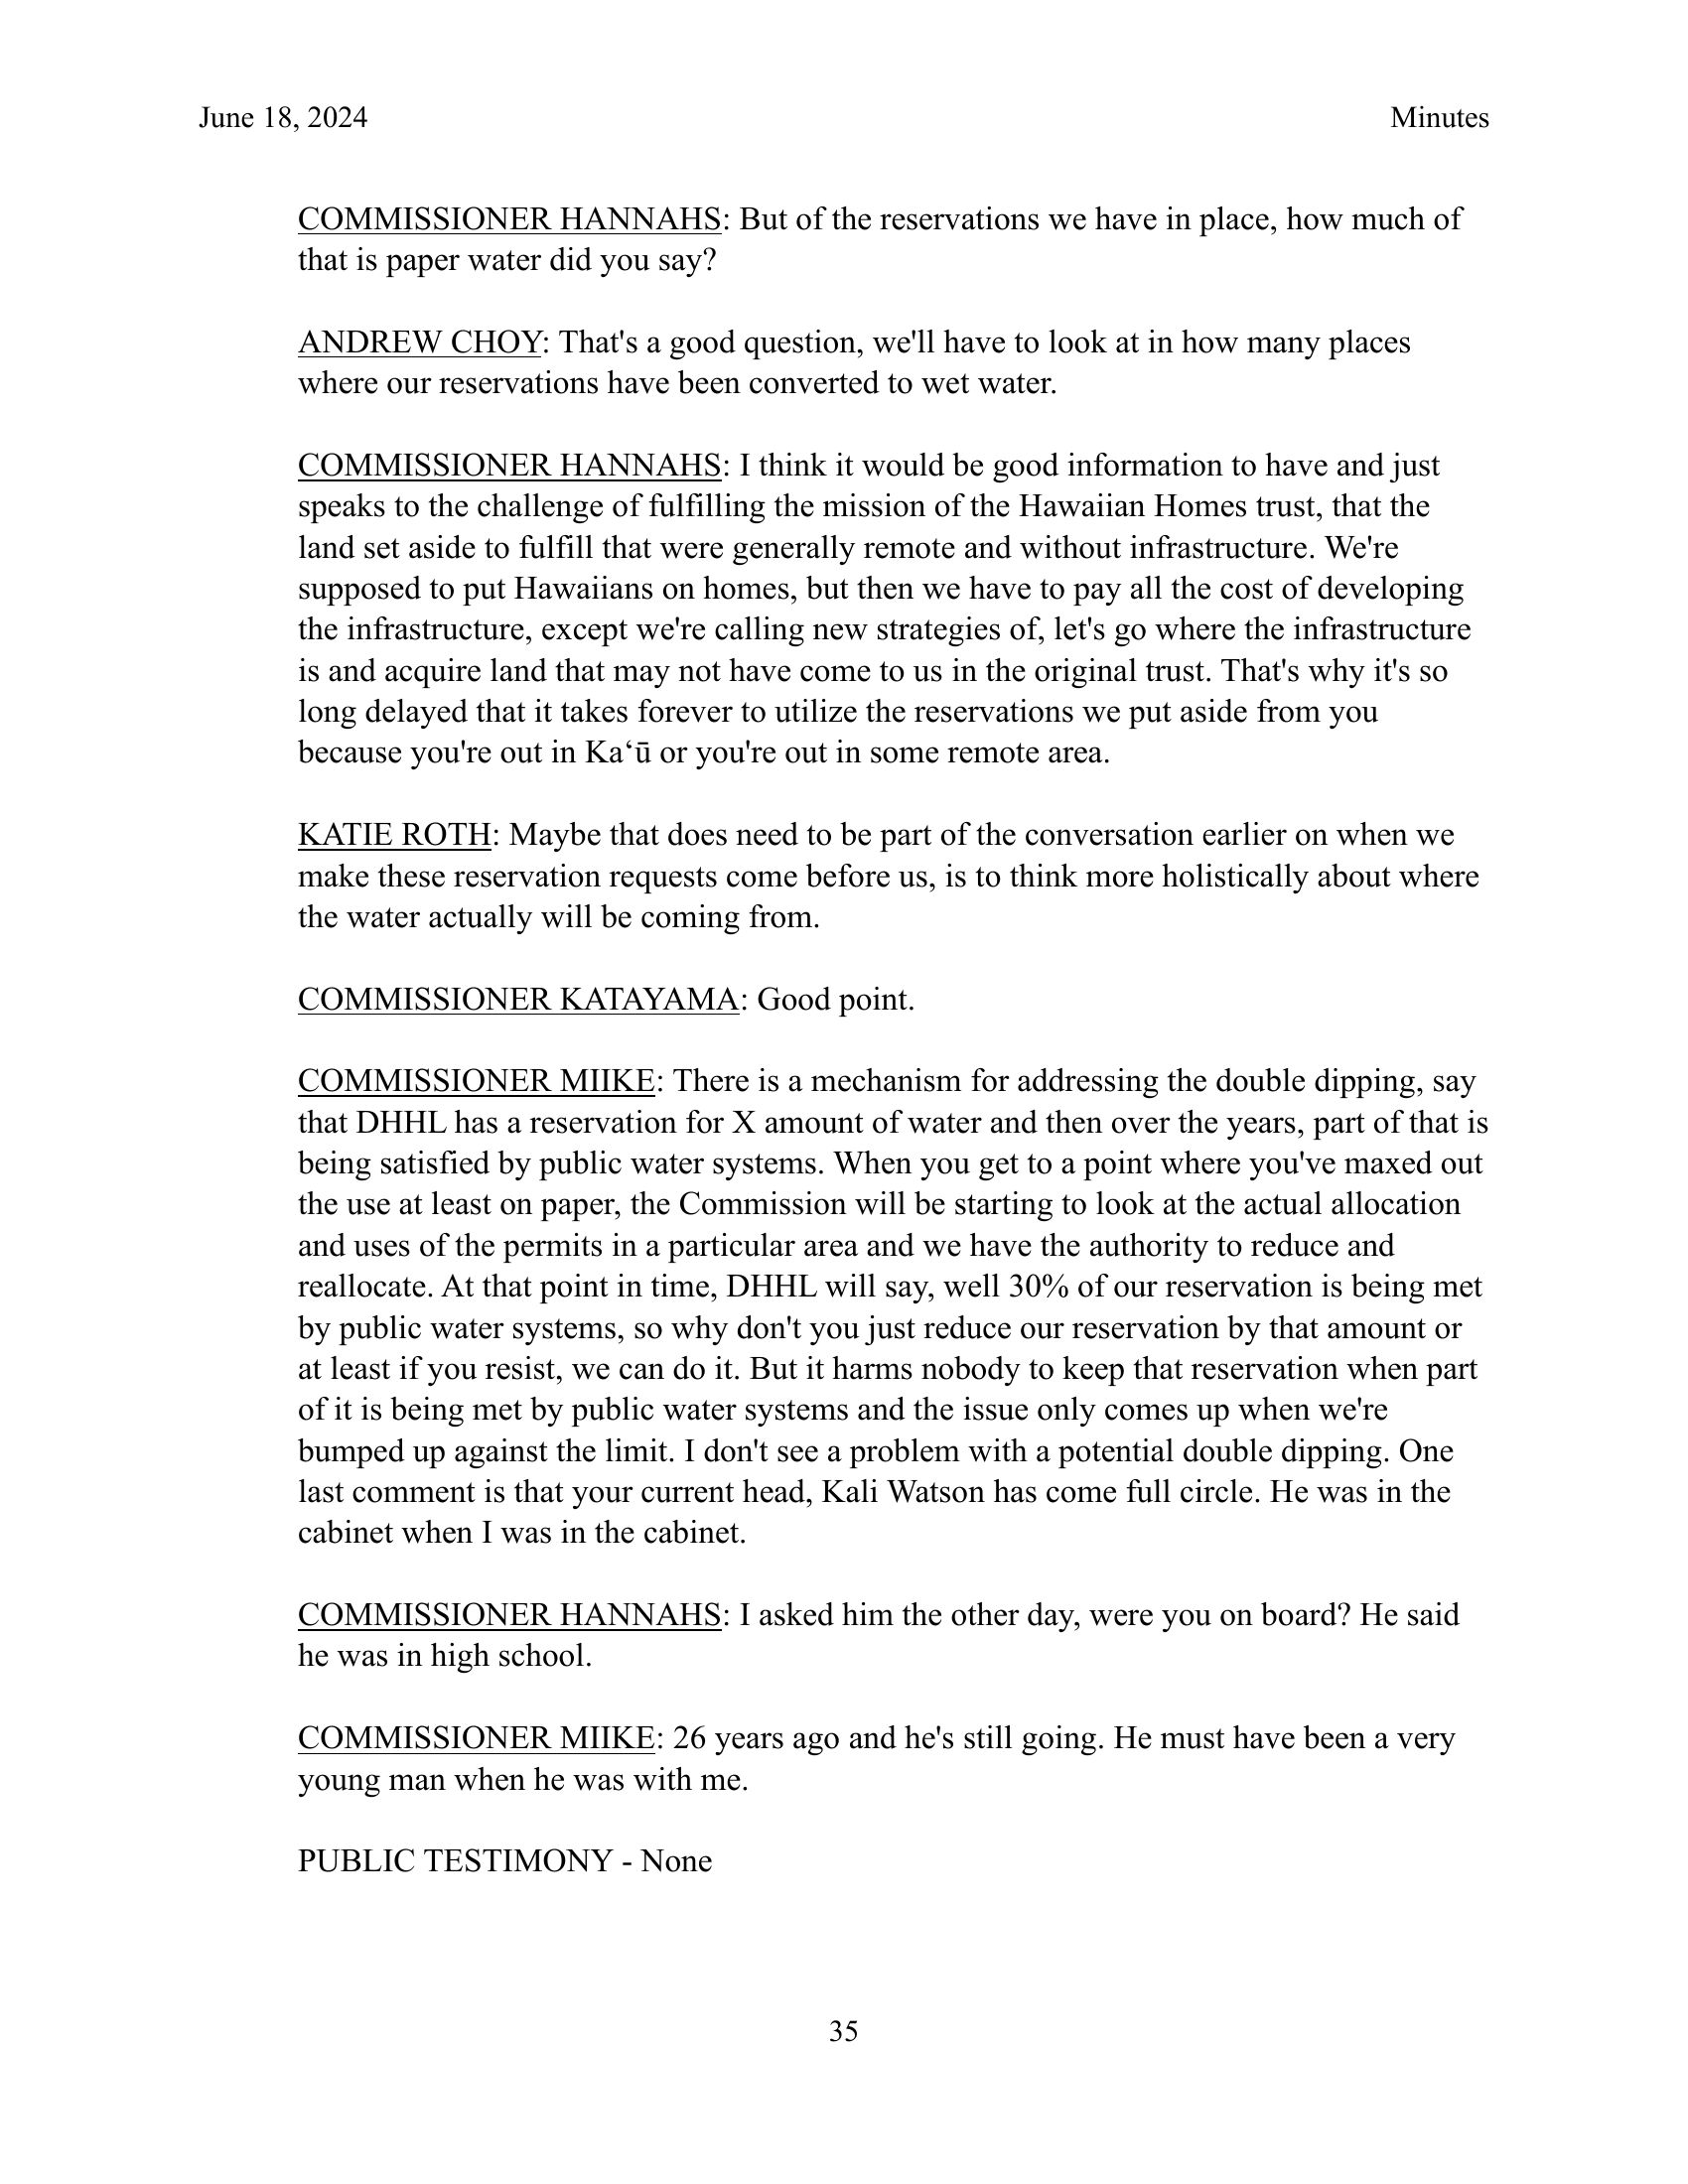 June 18, 2024 Minutes
COMMISSIONER HANNAHS: But of the reservations we have in place, how much of
that is paper water did you say?
ANDREW CHOY: That's a good question, we'll have to look at in how many places
where our reservations have been converted to wet water.
COMMISSIONER HANNAHS: I think it would be good information to have and just
speaks to the challenge of fulfilling the mission of the Hawaiian Homes trust, that the
land set aside to fulfill that were generally remote and without infrastructure. We're
supposed to put Hawaiians on homes, but then we have to pay all the cost of developing
the infrastructure, except we're calling new strategies of, let's go where the infrastructure
is and acquire land that may not have come to us in the original trust. That's why it's so
long delayed that it takes forever to utilize the reservations we put aside from you
because you're out in Kaʻū or you're out in some remote area.
KATIE ROTH: Maybe that does need to be part of the conversation earlier on when we
make these reservation requests come before us, is to think more holistically about where
the water actually will be coming from.
COMMISSIONER KATAYAMA: Good point.
COMMISSIONER MIIKE: There is a mechanism for addressing the double dipping, say
that DHHL has a reservation for X amount of water and then over the years, part of that is
being satisfied by public water systems. When you get to a point where you've maxed out
the use at least on paper, the Commission will be starting to look at the actual allocation
and uses of the permits in a particular area and we have the authority to reduce and
reallocate. At that point in time, DHHL will say, well 30% of our reservation is being met
by public water systems, so why don't you just reduce our reservation by that amount or
at least if you resist, we can do it. But it harms nobody to keep that reservation when part
of it is being met by public water systems and the issue only comes up when we're
bumped up against the limit. I don't see a problem with a potential double dipping. One
last comment is that your current head, Kali Watson has come full circle. He was in the
cabinet when I was in the cabinet.
COMMISSIONER HANNAHS: I asked him the other day, were you on board? He said
he was in high school.
COMMISSIONER MIIKE: 26 years ago and he's still going. He must have been a very
young man when he was with me.
PUBLIC TESTIMONY - None
35